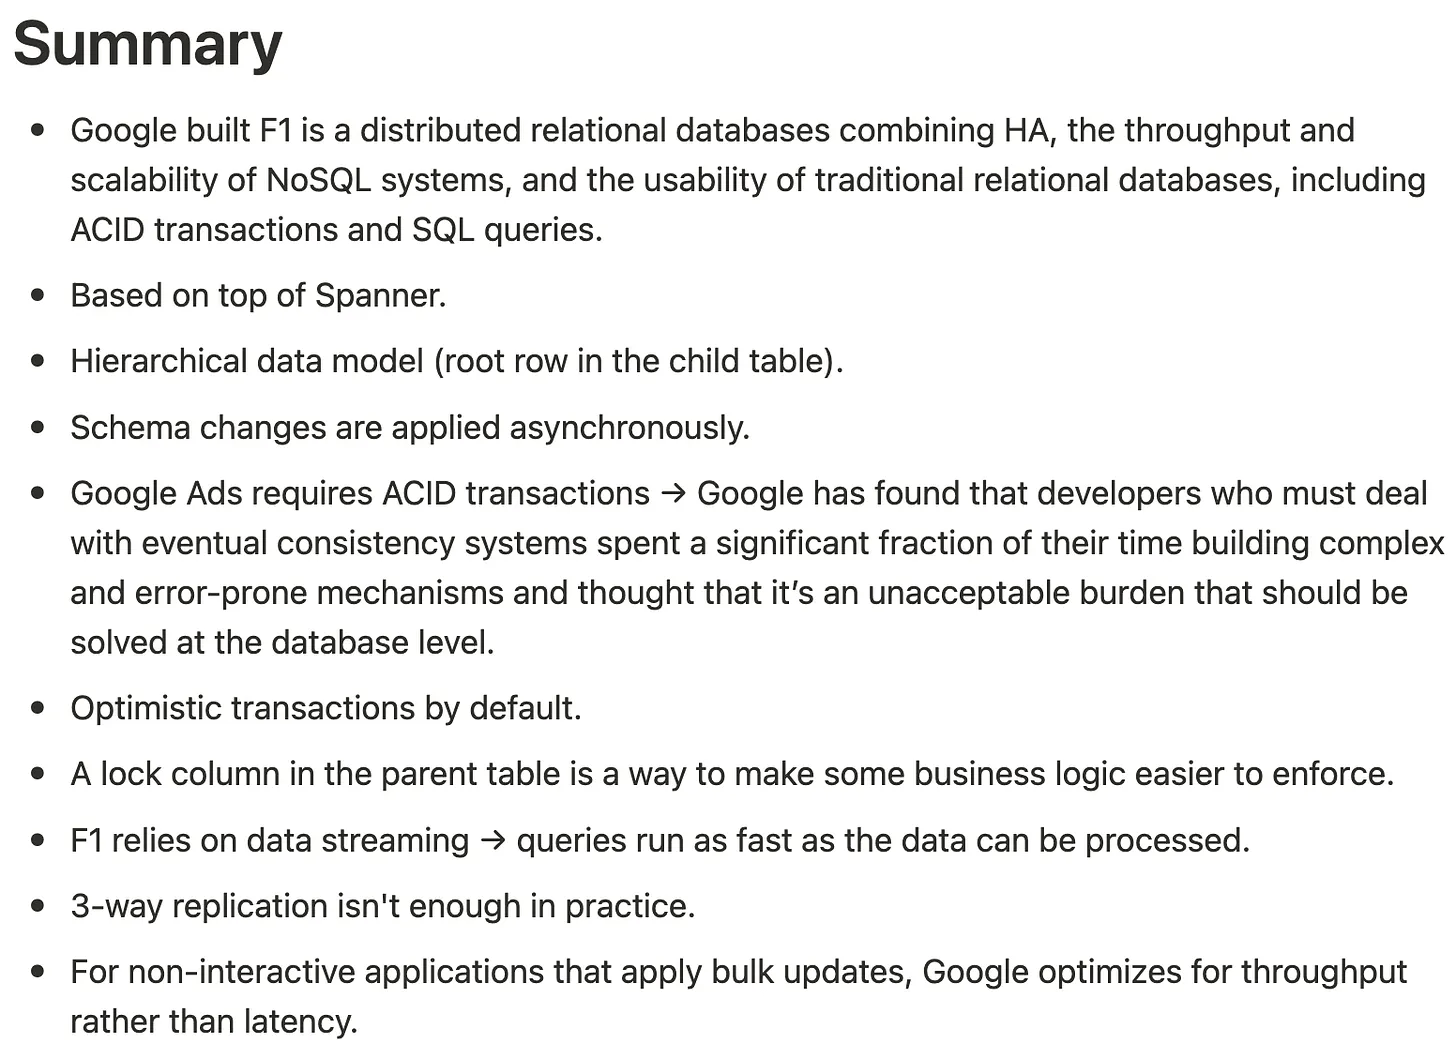 Summary
• Google built F1 is a distributed relational databases combining HA, the throughput and
scalability of NoSQL systems, and the usability of traditional relational databases, including
ACID transactions and SQL queries.
• Based on top of Spanner.
• Hierarchical data model (root row in the child table).
• Schema changes are applied asynchronously.
• Google Ads requires ACID transactions → Google has found that developers who must deal
with eventual consistency systems spent a significant fraction of their time building complex
and error-prone mechanisms and thought that it’s an unacceptable burden that should be
solved at the database level.
• Optimistic transactions by default.
• A lock column in the parent table is a way to make some business logic easier to enforce.
• F1 relies on data streaming → queries run as fast as the data can be processed.
• 3-way replication isn't enough in practice.
• For non-interactive applications that apply bulk updates, Google optimizes for throughput
rather than latency.